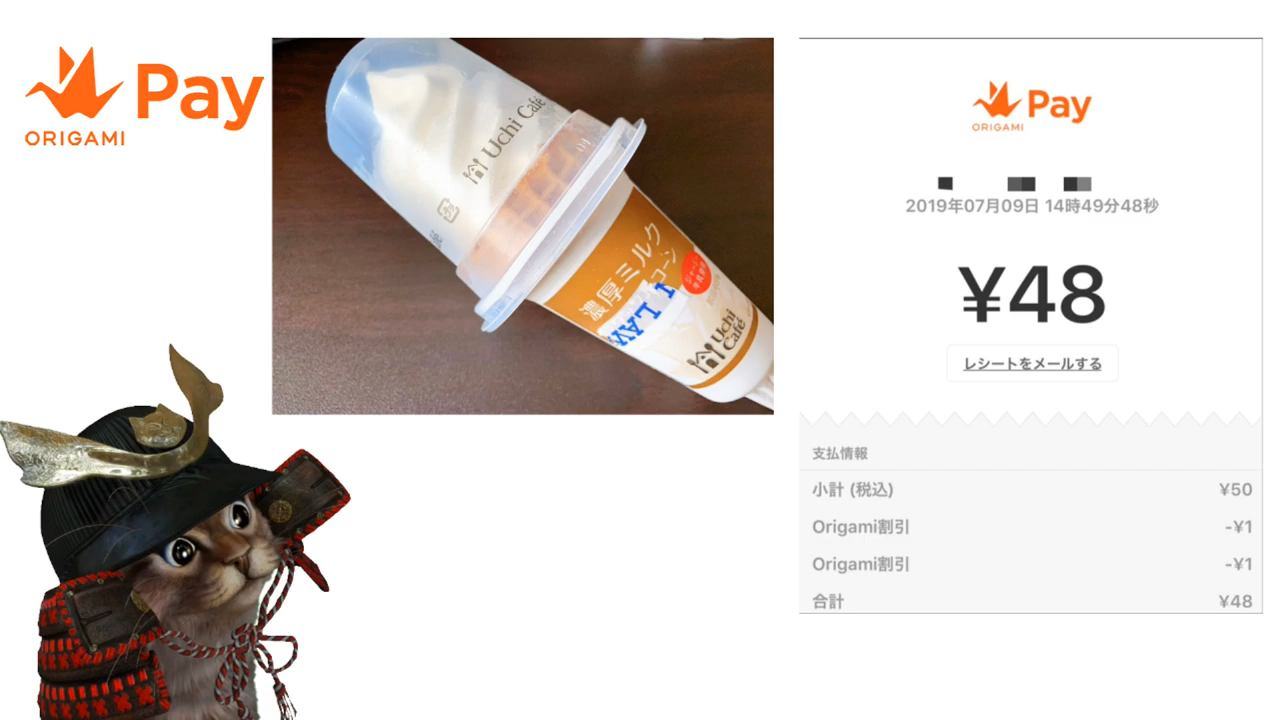 Pay
ORIGAMI
Uchi Café
濃厚ミルク
コーン
Uchi
Café
Pay
ORIGAMI
2019年07月09日 14時49分48秒
¥48
レシートをメールする
支払情報
小計 (税込) ¥50
Origami割引 -¥1
Origami割引 -¥1
合計 ¥48